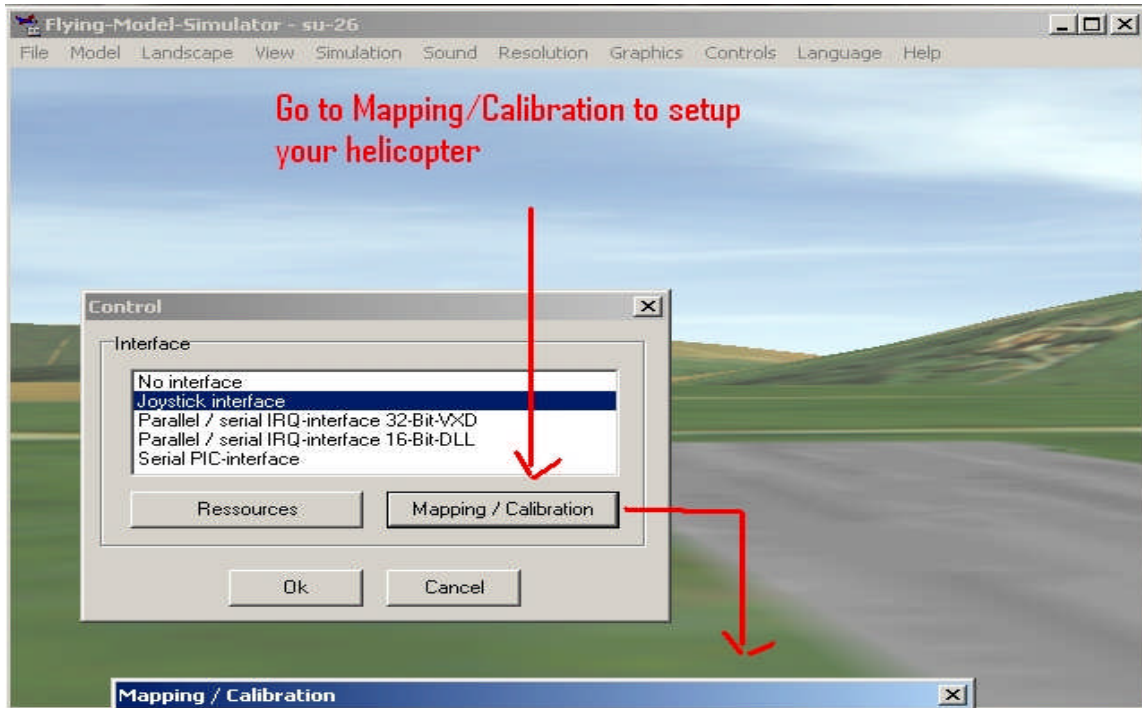 Flying-Model-Simulator - su-26
File Model Landscape View Simulation Sound Resolution Graphics Controls Language Help
Go to Mapping/Calibration to setup
your helicopter
Control
Interface
No interface
Joystick interface
Parallel / serial IRQ-interface 32-Bit-VXD
Parallel / serial IRQ-interface 16-Bit-DLL
Serial PIC-interface
Ressources Mapping / Calibration
Ok Cancel
Mapping / Calibration